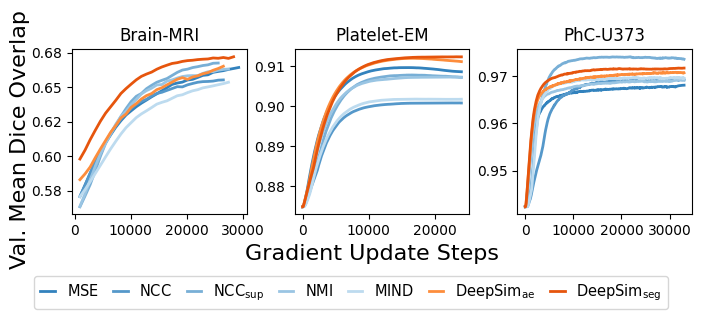 Brain-MRI Platelet-EM PhC-U373
Val. Mean Dice Overlap
0.68
0.65
0.62
0.60
0.58
0 10000 20000 30000
0.91
0.90
0.89
0.88
0 10000 20000
0.97
0.96
0.95
0 10000 20000 30000
Gradient Update Steps
MSE NCC NCCsup NMI MIND DeepSimae DeepSimseg